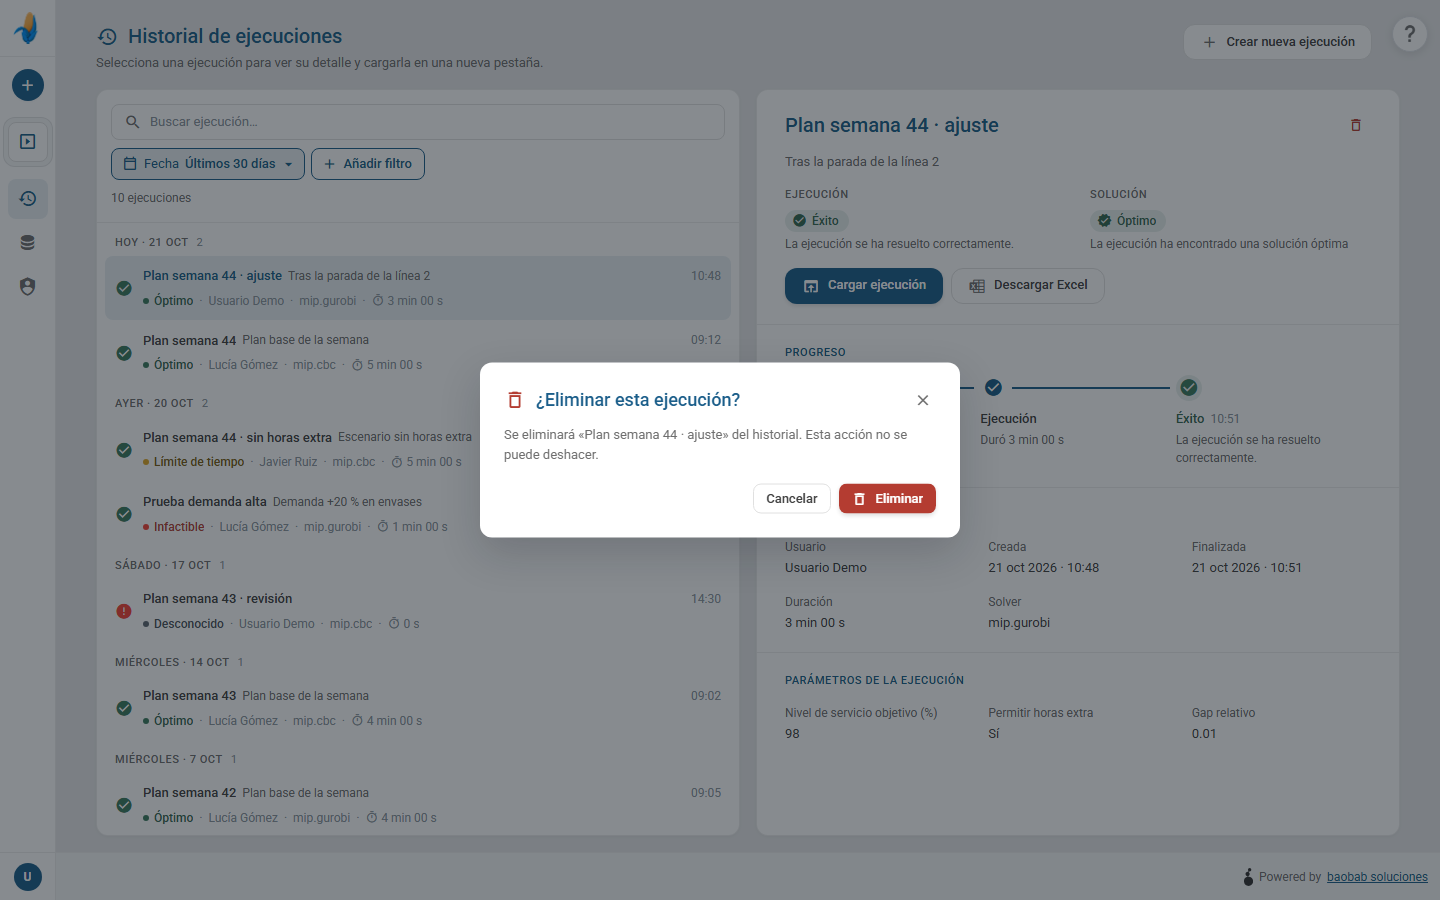 Historial de ejecuciones
Selecciona una ejecución para ver su detalle y cargarla en una nueva pestaña.
Crear nueva ejecución
?
Buscar ejecución...
Fecha Últimos 30 días
Añadir filtro
10 ejecuciones
HOY · 21 OCT 2
Plan semana 44 · ajuste Tras la parada de la línea 2 10:48
Óptimo · Usuario Demo · mip.gurobi · 3 min 00 s
Plan semana 44 Plan base de la semana 09:12
Óptimo · Lucía Gómez · mip.cbc · 5 min 00 s
AYER · 20 OCT 2
Plan semana 44 · sin horas extra Escenario sin horas extra
Límite de tiempo · Javier Ruiz · mip.cbc · 5 min 00 s
Prueba demanda alta Demanda +20 % en envases
Infactible · Lucía Gómez · mip.gurobi · 1 min 00 s
SÁBADO · 17 OCT 1
Plan semana 43 · revisión 14:30
Desconocido · Usuario Demo · mip.cbc · 0 s
MIÉRCOLES · 14 OCT 1
Plan semana 43 Plan base de la semana 09:02
Óptimo · Lucía Gómez · mip.cbc · 4 min 00 s
MIÉRCOLES · 7 OCT 1
Plan semana 42 Plan base de la semana 09:05
Óptimo · Lucía Gómez · mip.gurobi · 4 min 00 s
Plan semana 44 · ajuste
Tras la parada de la línea 2
EJECUCIÓN SOLUCIÓN
Éxito Óptimo
La ejecución se ha resuelto correctamente. La ejecución ha encontrado una solución óptima
Cargar ejecución Descargar Excel
PROGRESO
Ejecución Éxito 10:51
Duró 3 min 00 s La ejecución se ha resuelto
correctamente.
¿Eliminar esta ejecución?
Se eliminará «Plan semana 44 · ajuste» del historial. Esta acción no se
puede deshacer.
Cancelar Eliminar
Usuario Creada Finalizada
Usuario Demo 21 oct 2026 · 10:48 21 oct 2026 · 10:51
Duración Solver
3 min 00 s mip.gurobi
PARÁMETROS DE LA EJECUCIÓN
Nivel de servicio objetivo (%) Permitir horas extra Gap relativo
98 Sí 0.01
U
Powered by baobab soluciones